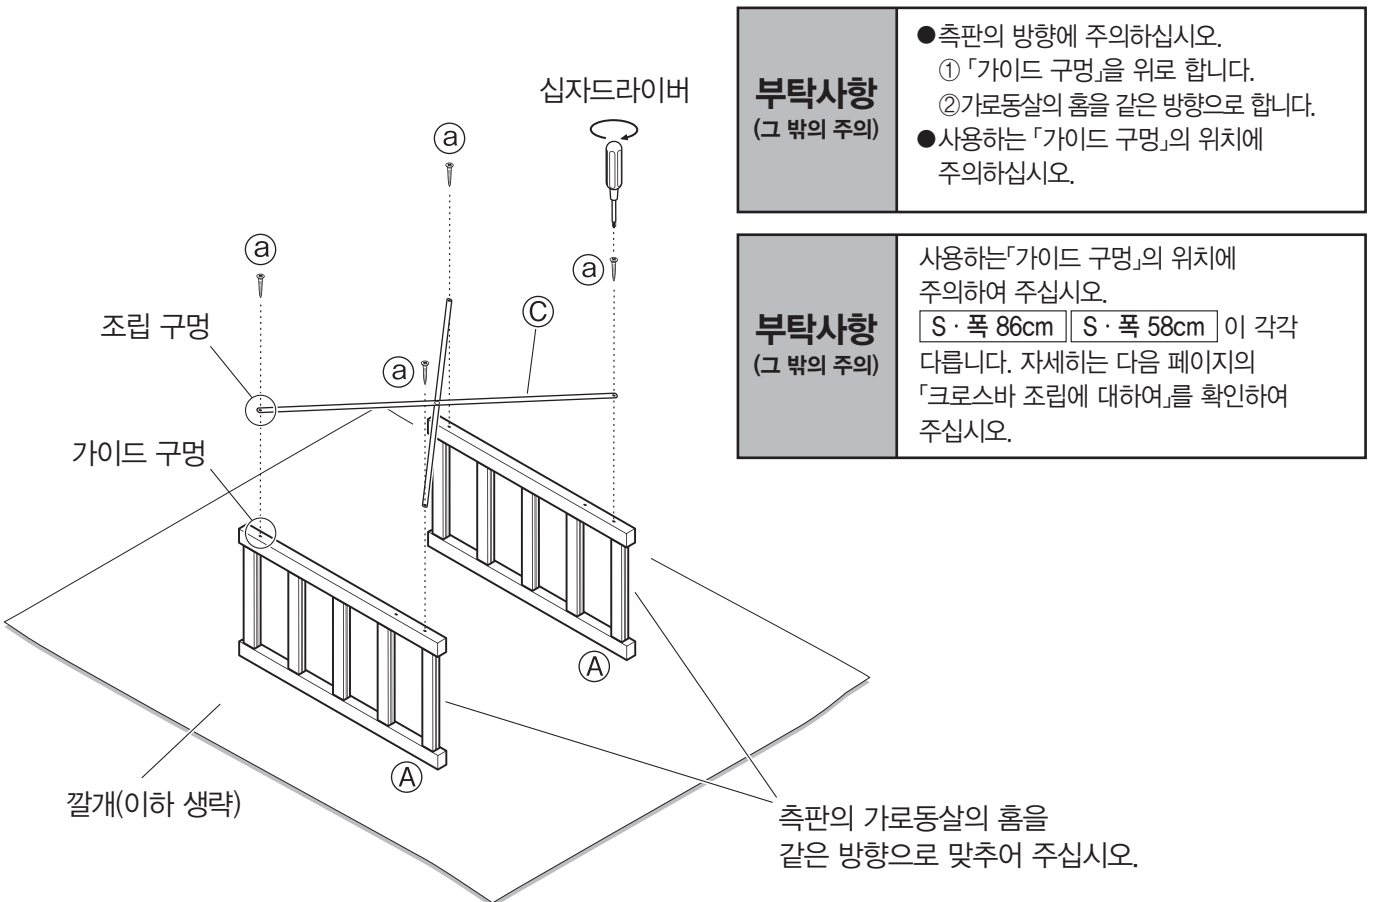 십자드라이버
ⓐ
ⓐ
ⓐ
조립 구멍
Ⓒ
ⓐ
가이드 구멍
Ⓐ
Ⓐ
깔개(이하 생략)
측판의 가로동살의 홈을
같은 방향으로 맞추어 주십시오.
부탁사항
(그 밖의 주의)
●측판의 방향에 주의하십시오.
①「가이드 구멍」을 위로 합니다.
②가로동살의 홈을 같은 방향으로 합니다.
●사용하는 「가이드 구멍」의 위치에
주의하십시오.
부탁사항
(그 밖의 주의)
사용하는「가이드 구멍」의 위치에
주의하여 주십시오.
S · 폭 86cm S · 폭 58cm 이 각각
다릅니다. 자세히는 다음 페이지의
「크로스바 조립에 대하여」를 확인하여
주십시오.